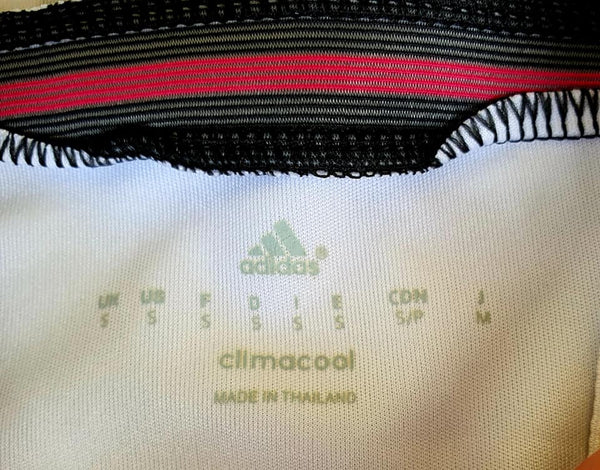 adidas®
UK US F D I E CDN J
S S S S S S S/P M
climacool
MADE IN THAILAND